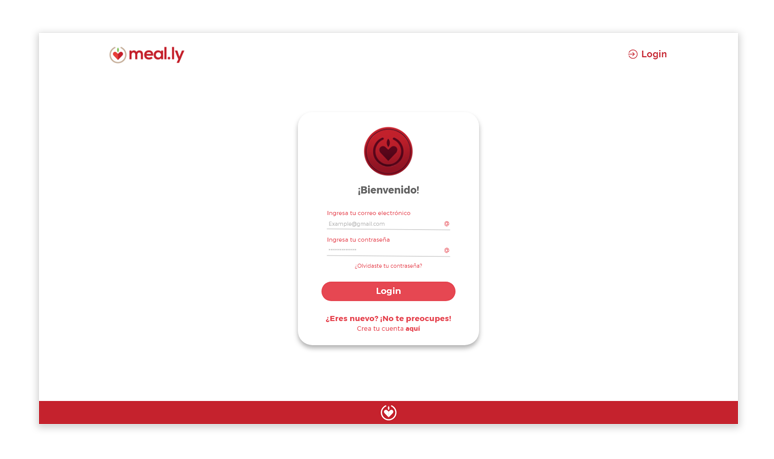 meal.ly
Login
¡Bienvenido!
Ingresa tu correo electrónico
Example@gmail.com
Ingresa tu contraseña
¿Olvidaste tu contraseña?
Login
¿Eres nuevo? ¡No te preocupes!
Crea tu cuenta aquí